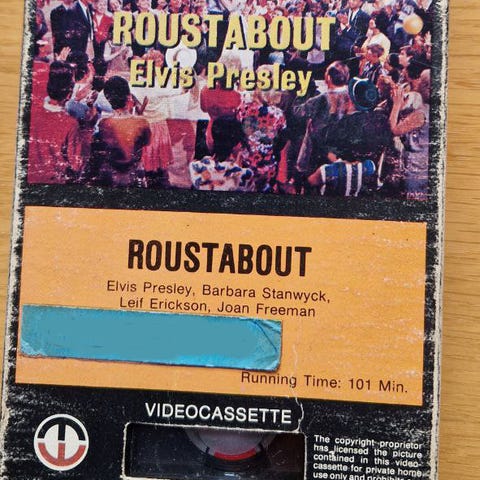 ROUSTABOUT
Elvis Presley
ROUSTABOUT
Elvis Presley, Barbara Stanwyck,
Leif Erickson, Joan Freeman
Running Time: 101 Min.
VIDEOCASSETTE
The copyright proprietor
has licensed the picture
contained in this video-
cassette for private home
use only and prohibits